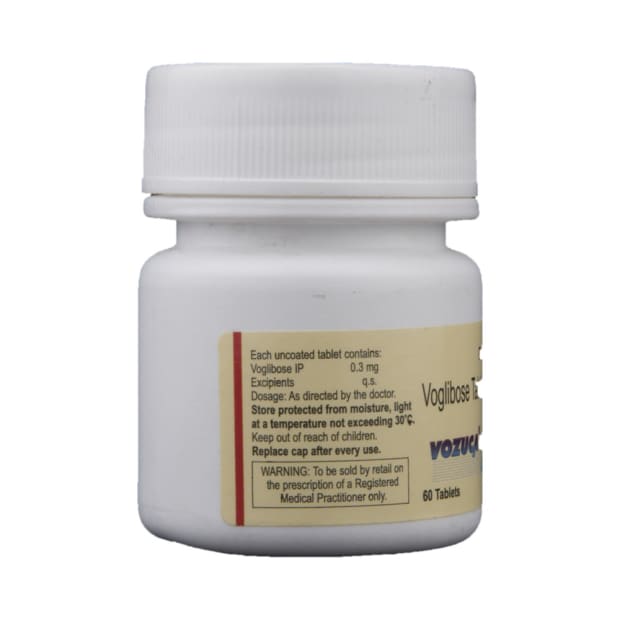 Each uncoated tablet contains:
Voglibose IP 0.3 mg
Excipients q.s.
Dosage: As directed by the doctor.
Store protected from moisture, light
at a temperature not exceeding 30°C.
Keep out of reach of children.
Replace cap after every use.
WARNING: To be sold by retail on
the prescription of a Registered
Medical Practitioner only.
Voglibose
VOZUCA
60 Tablets